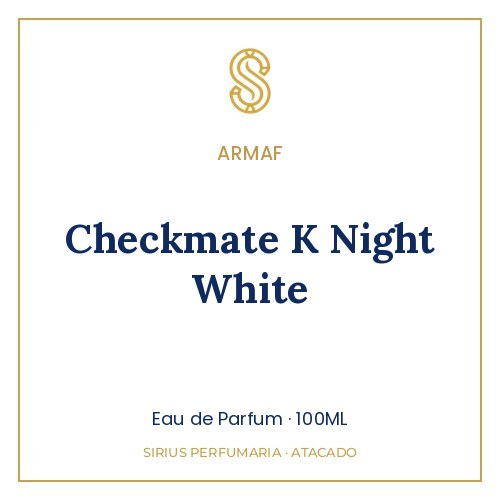 ARMAF
Checkmate K Night
White
Eau de Parfum · 100ML
SIRIUS PERFUMARIA · ATACADO